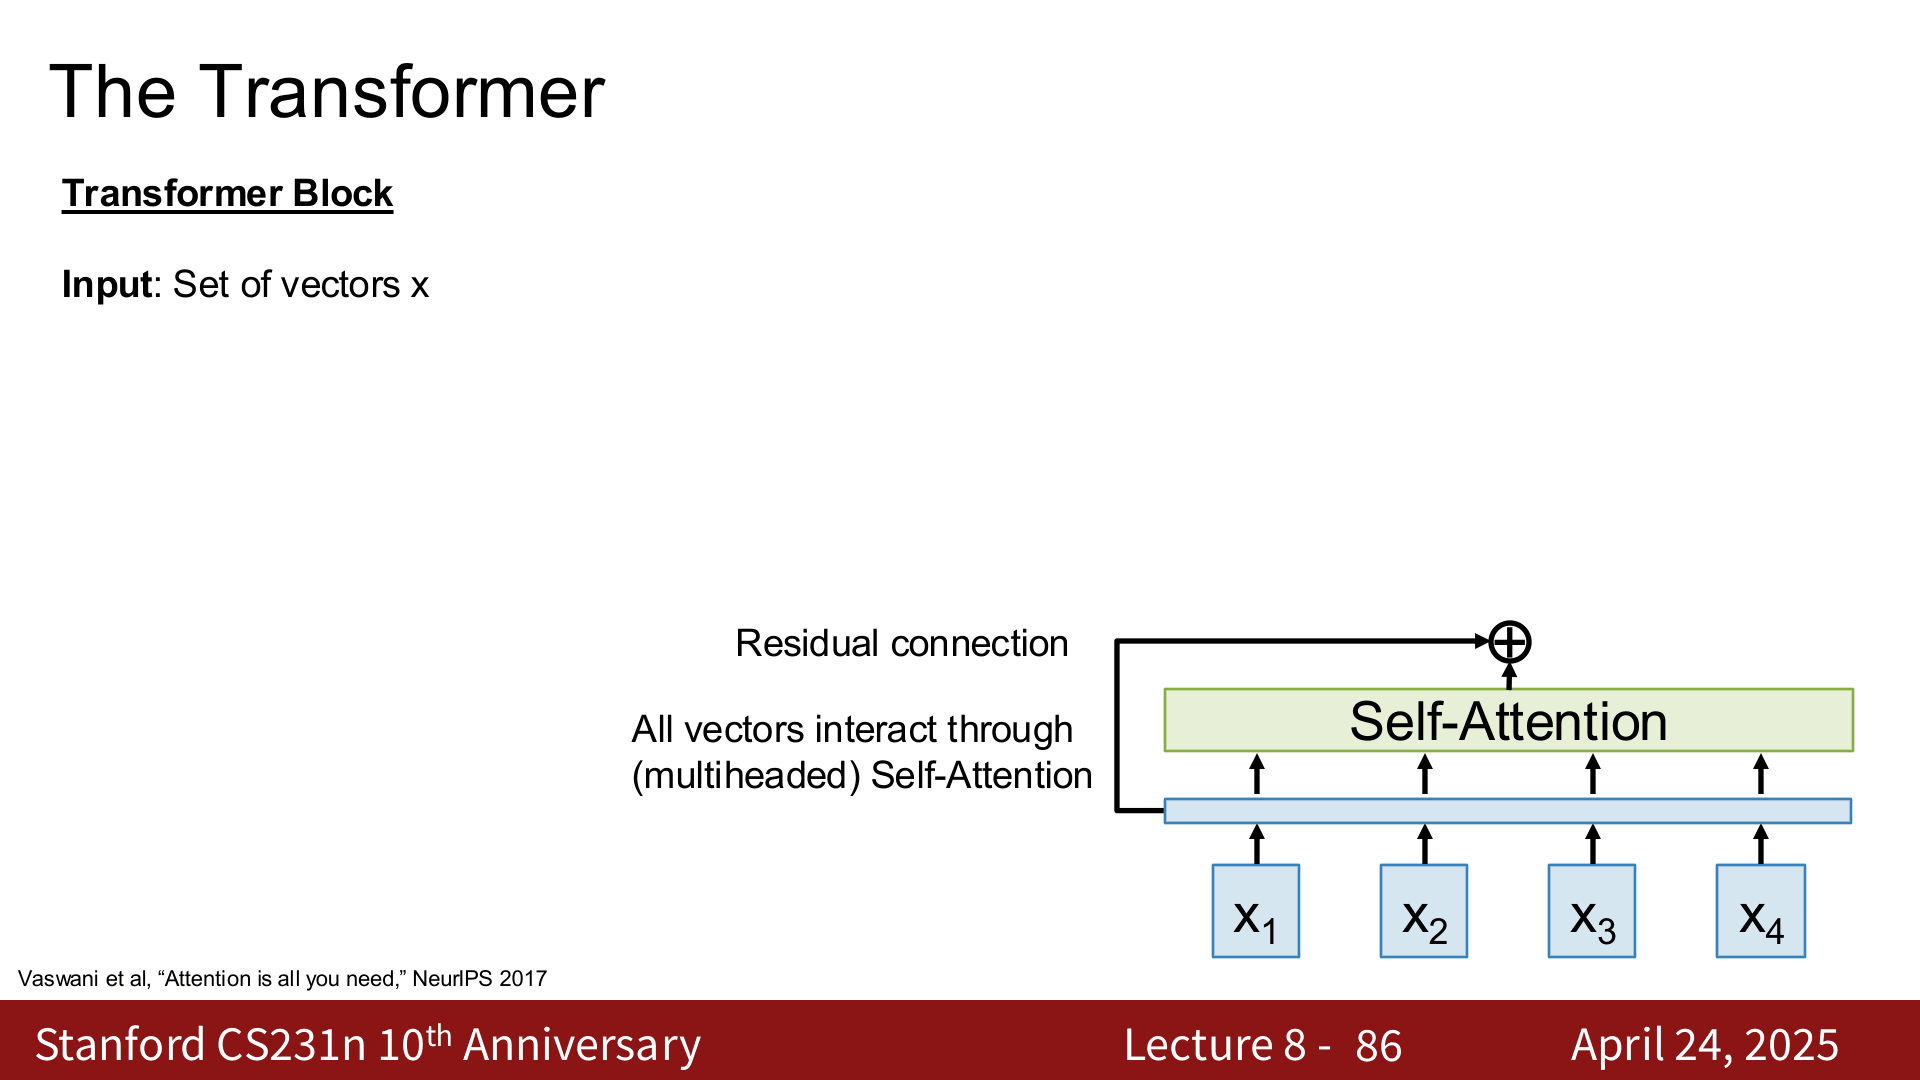 The Transformer
Transformer Block
Input: Set of vectors x
Residual connection
All vectors interact through
(multiheaded) Self-Attention
Self-Attention
x1 x2 x3 x4
Vaswani et al, “Attention is all you need,” NeurIPS 2017
Stanford CS231n 10th Anniversary Lecture 8 - 86 April 24, 2025